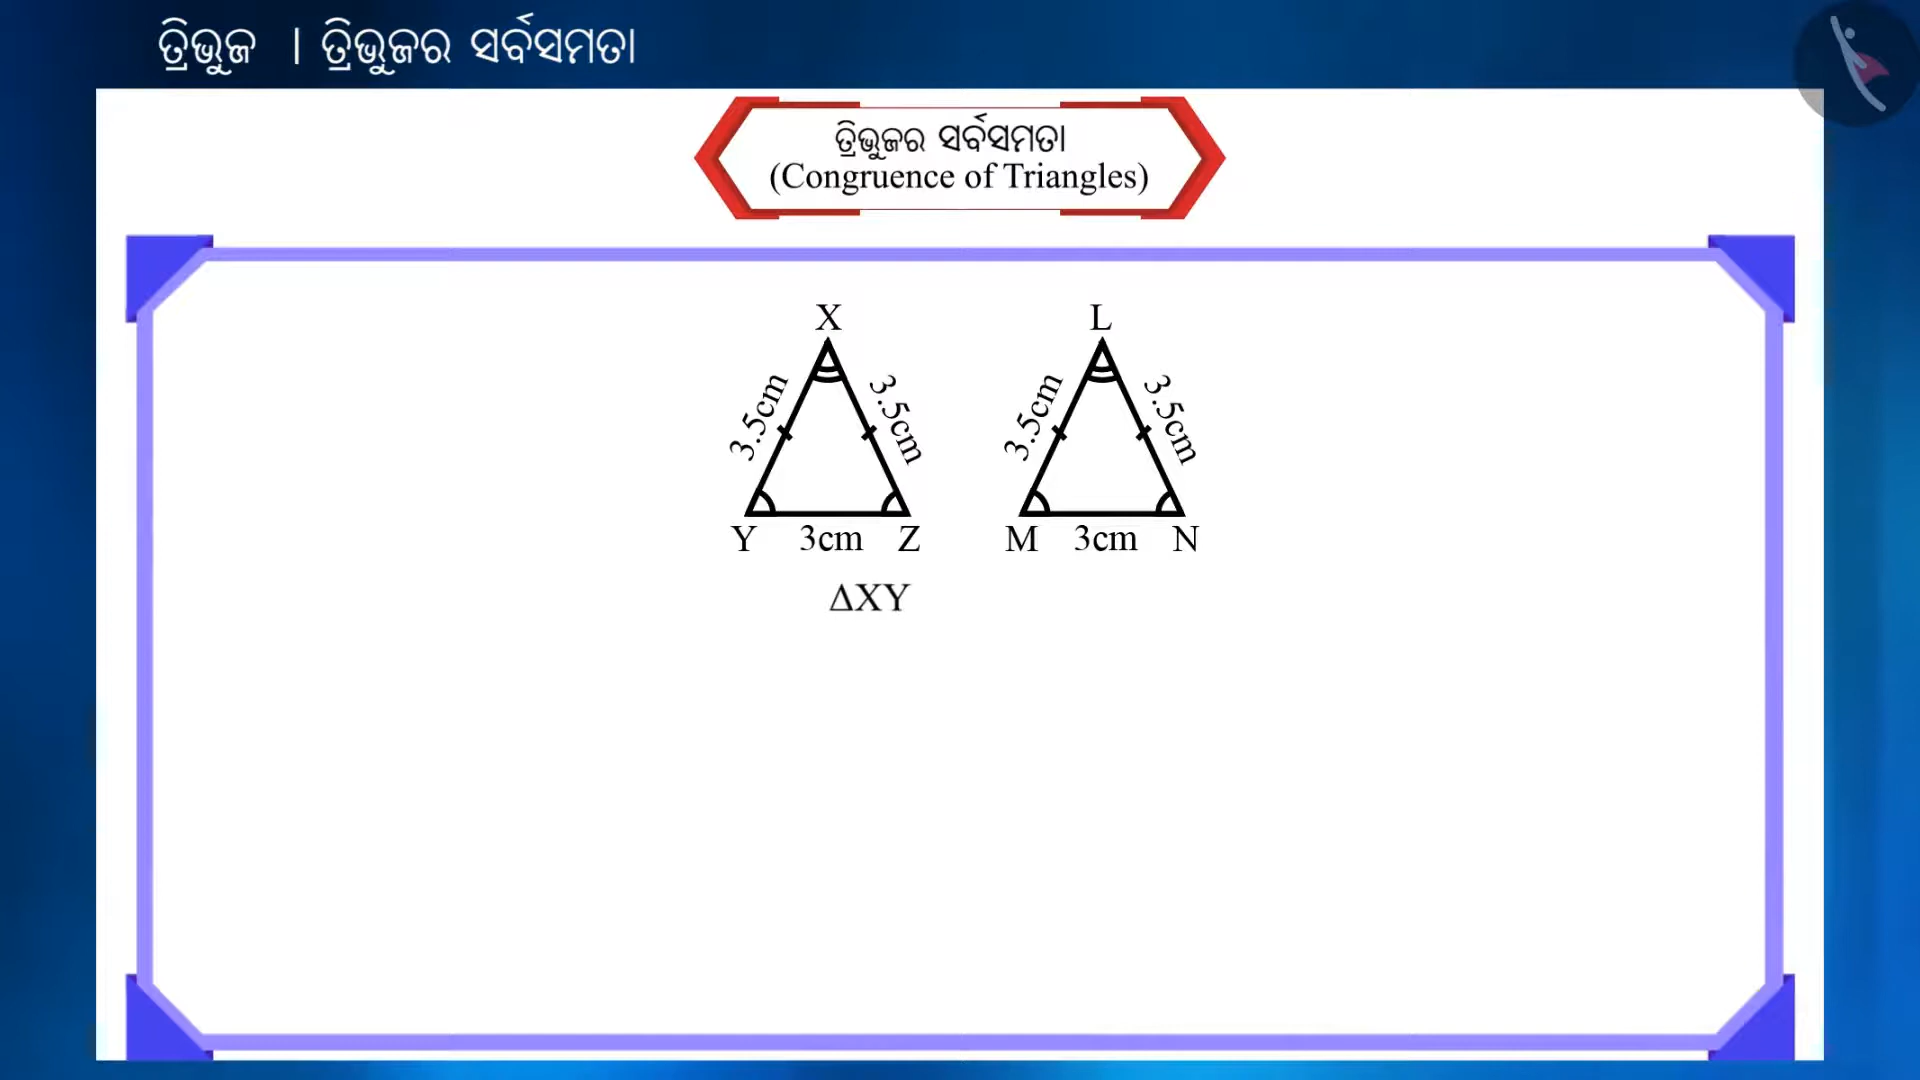 ତ୍ରିଭୁଜ । ତ୍ରିଭୁଜର ସର୍ବସମତା
ତ୍ରିଭୁଜର ସର୍ବସମତା
(Congruence of Triangles)
X L
3.5cm 3.5cm 3.5cm 3.5cm
Y 3cm Z M 3cm N
ΔXY